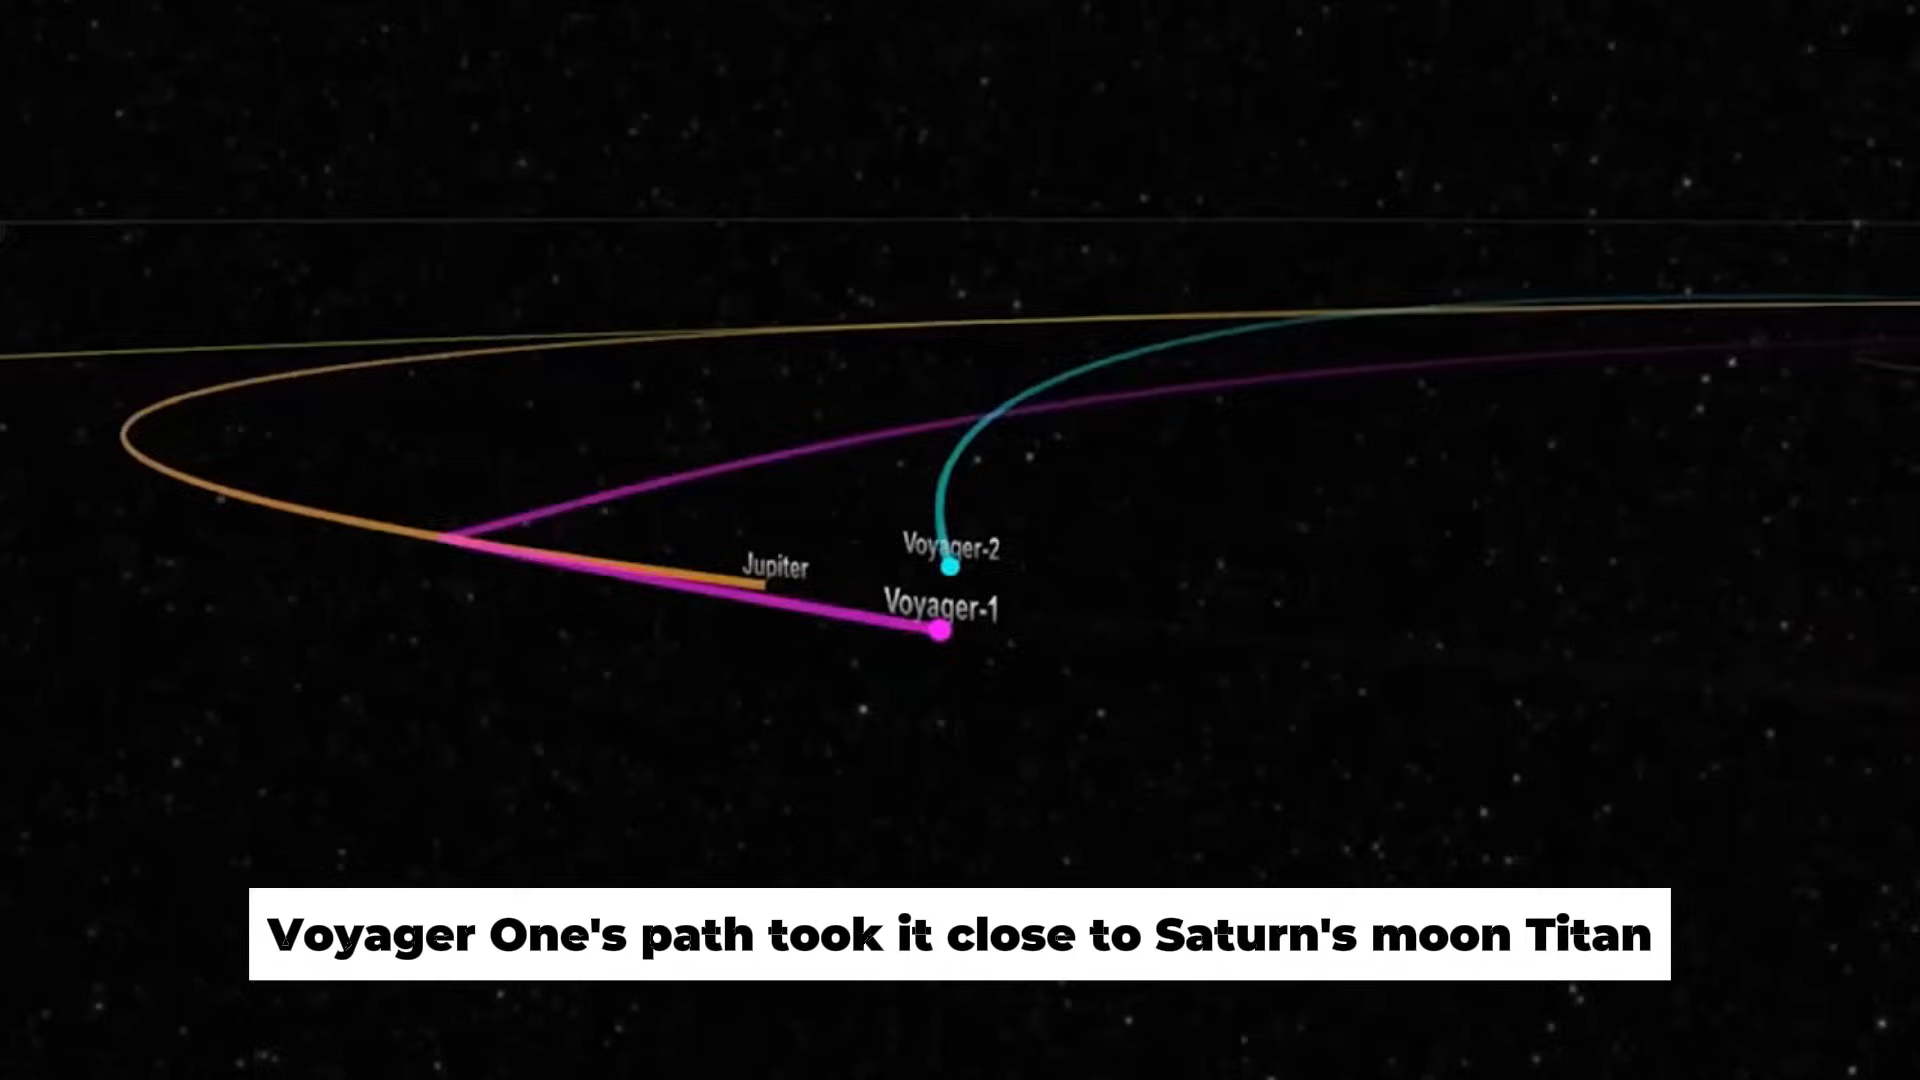 Voyager-2
Jupiter
Voyager-1
Voyager One's path took it close to Saturn's moon Titan